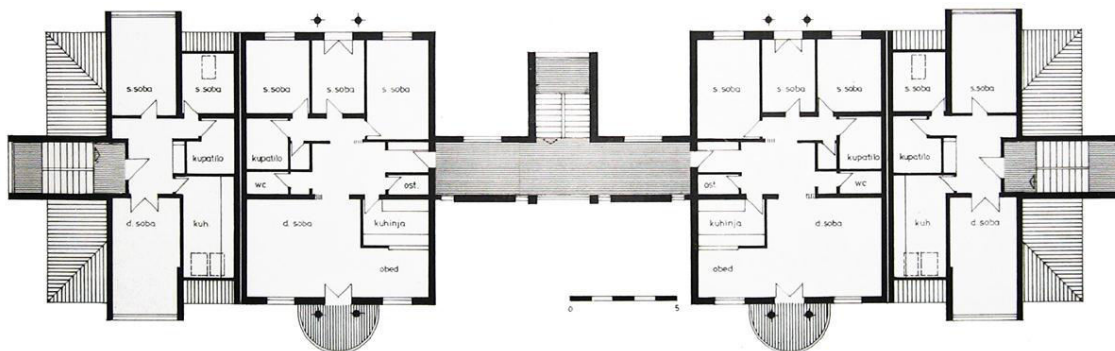 s. soba
s. soba
s. soba
s. soba
s. soba
kupatilo
kupatilo
wc
ost.
d. soba
kuh.
d. soba
kuhinja
obed
s. soba
s. soba
s. soba
s. soba
s. soba
kupatilo
kupatilo
ost.
wc
kuhinja
d. soba
kuh
d. soba
obed
0
5